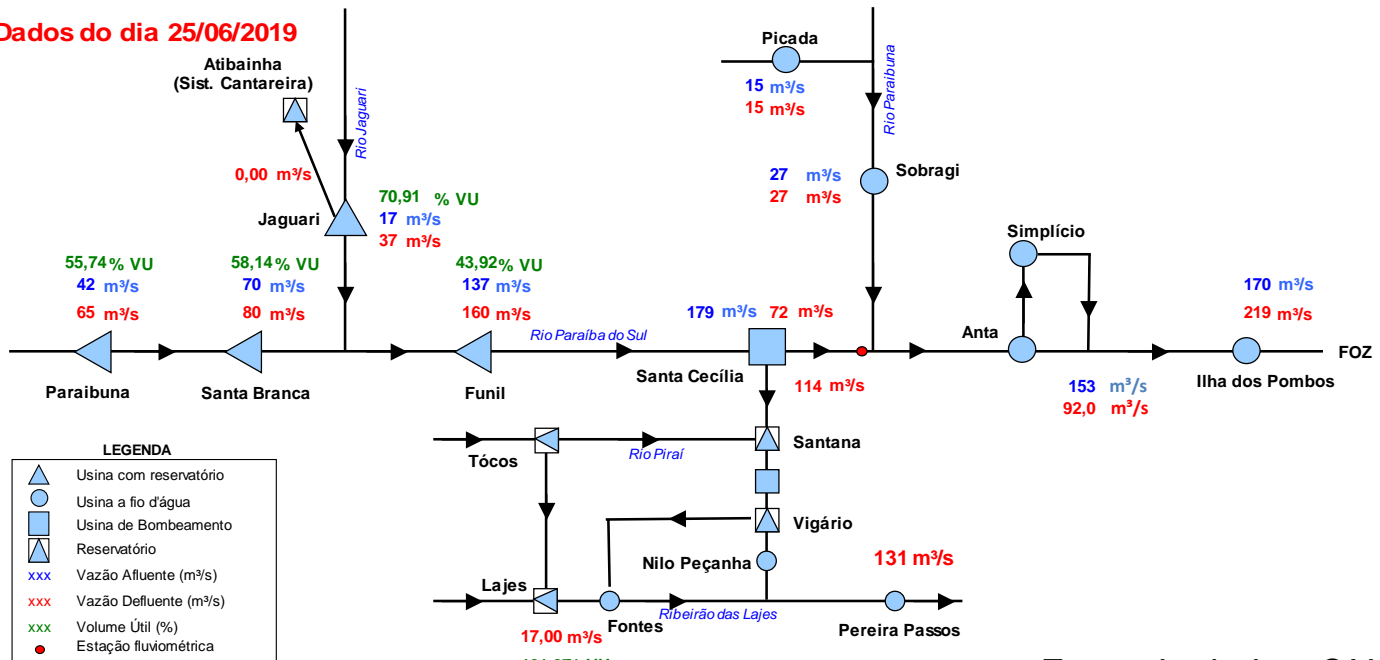 Dados do dia 25/06/2019
Atibainha
(Sist. Cantareira)
Rio Jaguari
0,00 m³/s
Jaguari
70,91 % VU
17 m³/s
37 m³/s
Picada
15 m³/s
15 m³/s
Rio Paraibuna
27 m³/s
27 m³/s
Sobragi
Simplício
55,74 % VU
42 m³/s
65 m³/s
Paraibuna
58,14 % VU
70 m³/s
80 m³/s
Santa Branca
43,92 % VU
137 m³/s
160 m³/s
Funil
Rio Paraíba do Sul
179 m³/s 72 m³/s
Santa Cecília
114 m³/s
Anta
153 m³/s
92,0 m³/s
170 m³/s
219 m³/s
Ilha dos Pombos
FOZ
Tócos
Rio Piraí
Santana
Vigário
Nilo Peçanha
131 m³/s
Lajes
17,00 m³/s
Fontes
Ribeirão das Lajes
Pereira Passos
LEGENDA
Usina com reservatório
Usina a fio d'água
Usina de Bombeamento
Reservatório
xxx Vazão Afluente (m³/s)
xxx Vazão Defluente (m³/s)
xxx Volume Útil (%)
Estação fluviométrica